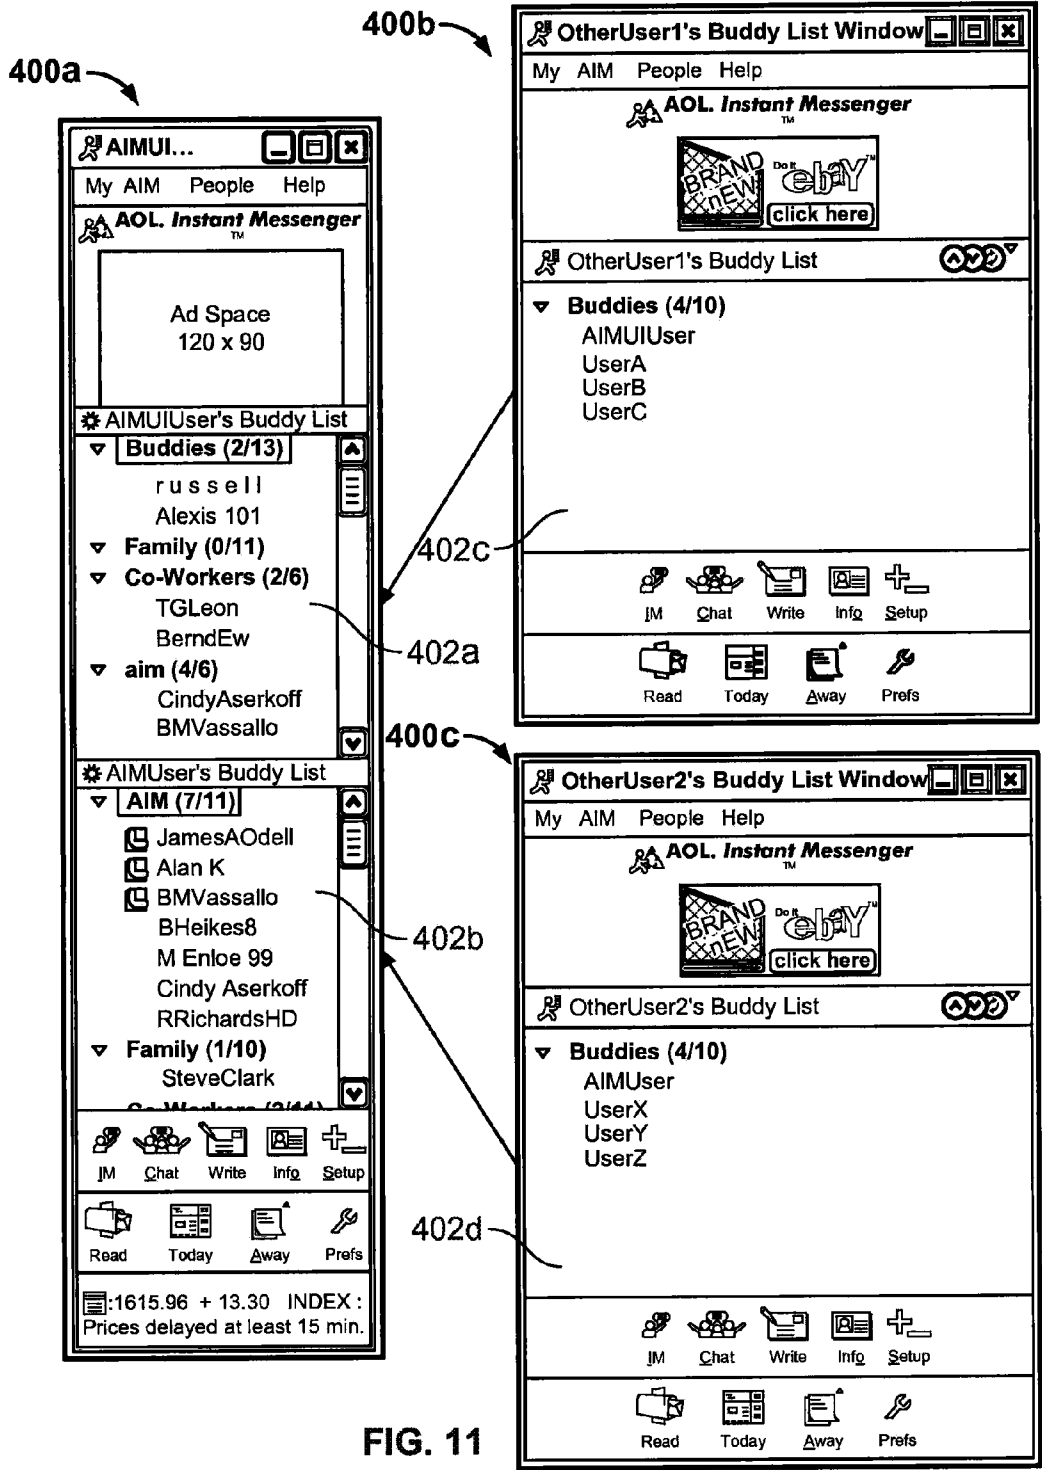 400a
AIMUI...
My AIM People Help
AOL. Instant Messenger
TM
Ad Space
120 x 90
AIMUIUser's Buddy List
Buddies (2/13)
r u s s e l l
Alexis 101
Family (0/11)
Co-Workers (2/6)
TGLeon
BerndEw
402a
aim (4/6)
CindyAserkoff
BMVassallo
AIMUser's Buddy List
AIM (7/11)
JamesAOdell
Alan K
BMVassallo
402b
BHeikes8
M Enloe 99
Cindy Aserkoff
RRichardsHD
Family (1/10)
SteveClark
Co-Workers (3/11)
IM Chat Write Info Setup
Read Today Away Prefs
:1615.96 + 13.30 INDEX :
Prices delayed at least 15 min.
400b
OtherUser1's Buddy List Window
My AIM People Help
AOL. Instant Messenger
TM
BRAND
nEW
Do It
ebaY™
click here
OtherUser1's Buddy List
Buddies (4/10)
AIMUIUser
UserA
UserB
UserC
402c
IM Chat Write Info Setup
Read Today Away Prefs
400c
OtherUser2's Buddy List Window
My AIM People Help
AOL. Instant Messenger
TM
BRAND
nEW
Do It
ebaY™
click here
OtherUser2's Buddy List
Buddies (4/10)
AIMUser
UserX
UserY
UserZ
402d
IM Chat Write Info Setup
Read Today Away Prefs
FIG. 11